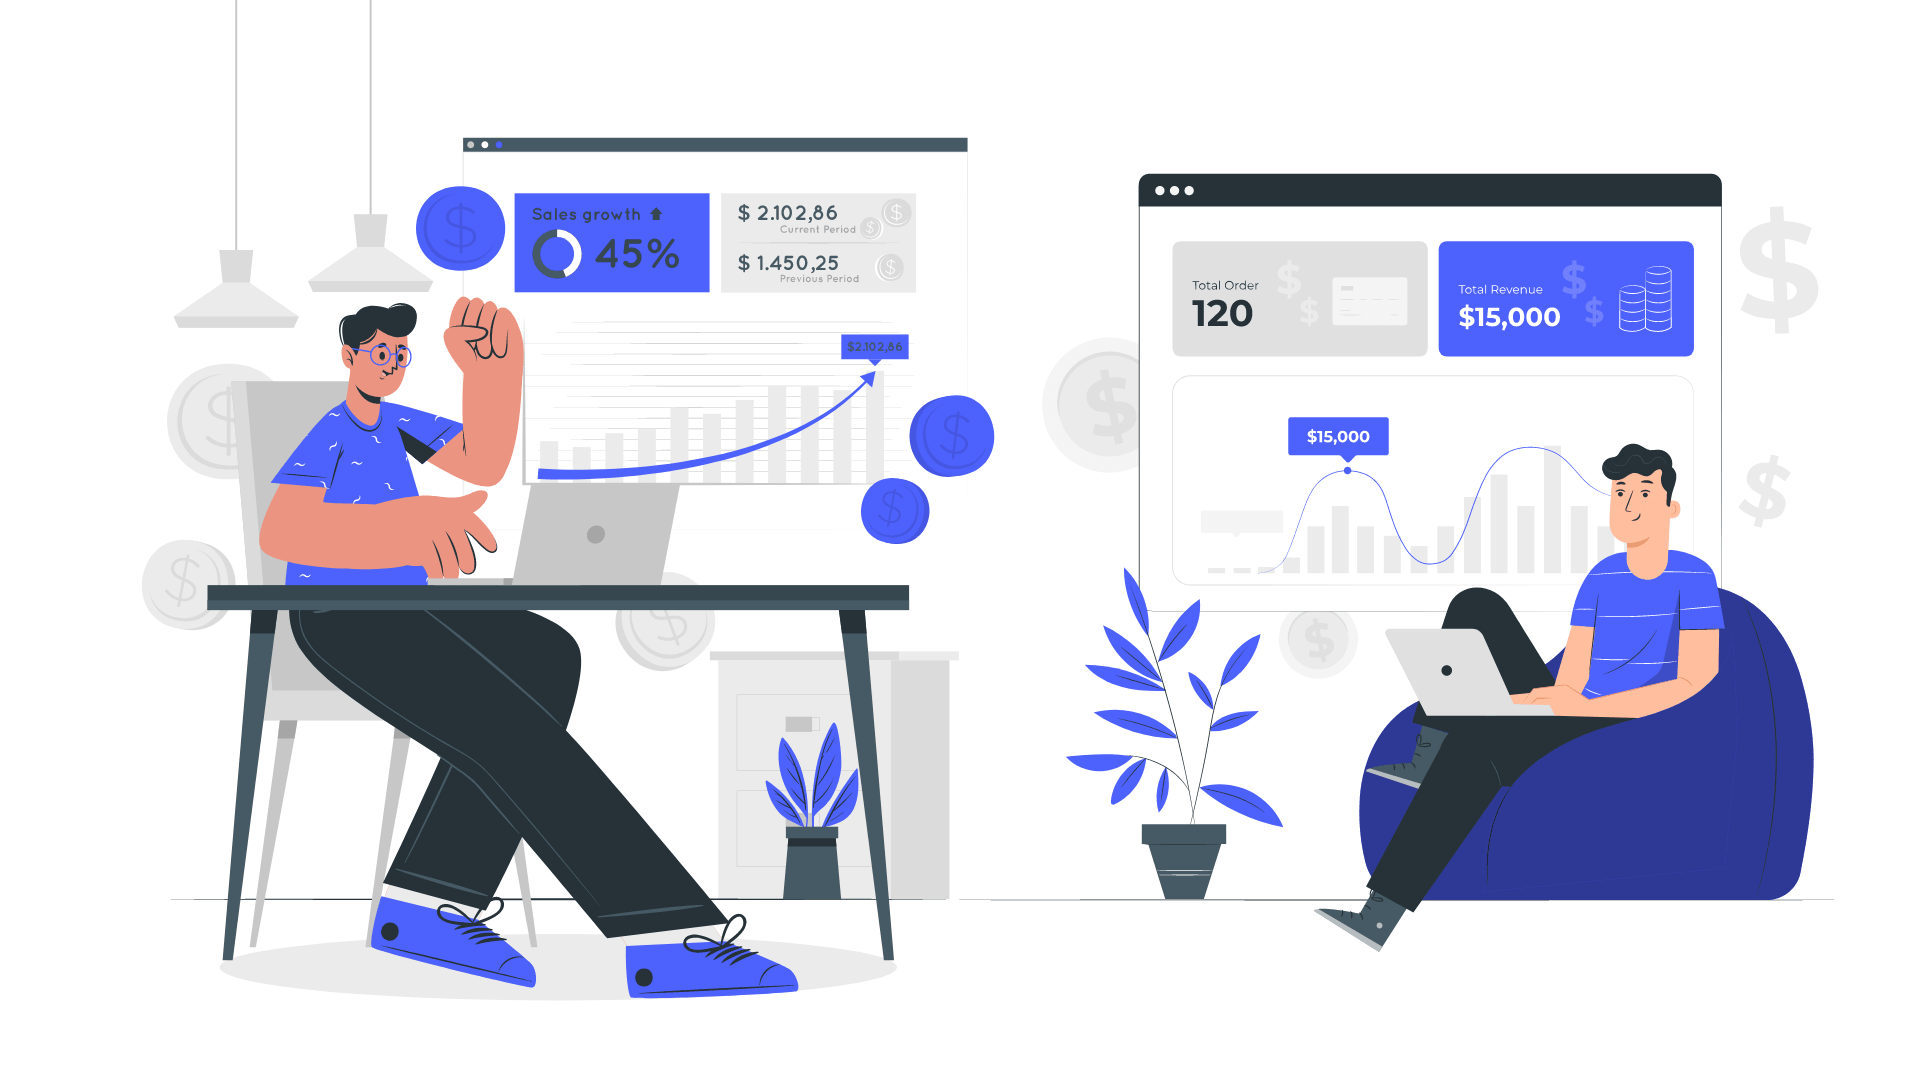 Sales growth
45%
$ 2.102,86
Current Period
$ 1.450,25
Previous Period
$2.102,86
Total Order
120
Total Revenue
$15,000
$15,000